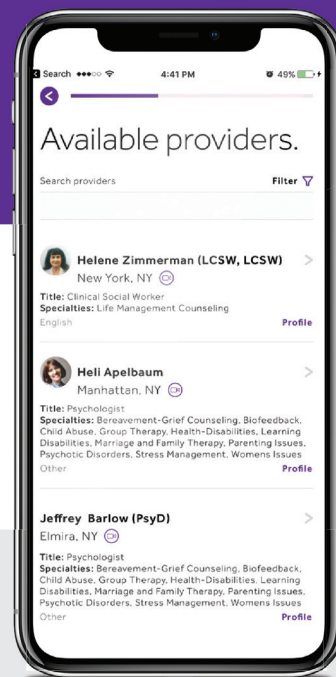 Search
4:41 PM
49%
Available providers.
Search providers
Filter
Helene Zimmerman (LCSW, LCSW)
New York, NY
Title: Clinical Social Worker
Specialties: Life Management Counseling
English
Profile
Heli Apelbaum
Manhattan, NY
Title: Psychologist
Specialties: Bereavement-Grief Counseling, Biofeedback,
Child Abuse, Group Therapy, Health-Disabilities, Learning
Disabilities, Marriage and Family Therapy, Parenting Issues,
Psychotic Disorders, Stress Management, Womens Issues
Other
Profile
Jeffrey Barlow (PsyD)
Elmira, NY
Title: Psychologist
Specialties: Bereavement-Grief Counseling, Biofeedback,
Child Abuse, Group Therapy, Health-Disabilities, Learning
Disabilities, Marriage and Family Therapy, Parenting Issues,
Psychotic Disorders, Stress Management, Womens Issues
Other
Profile